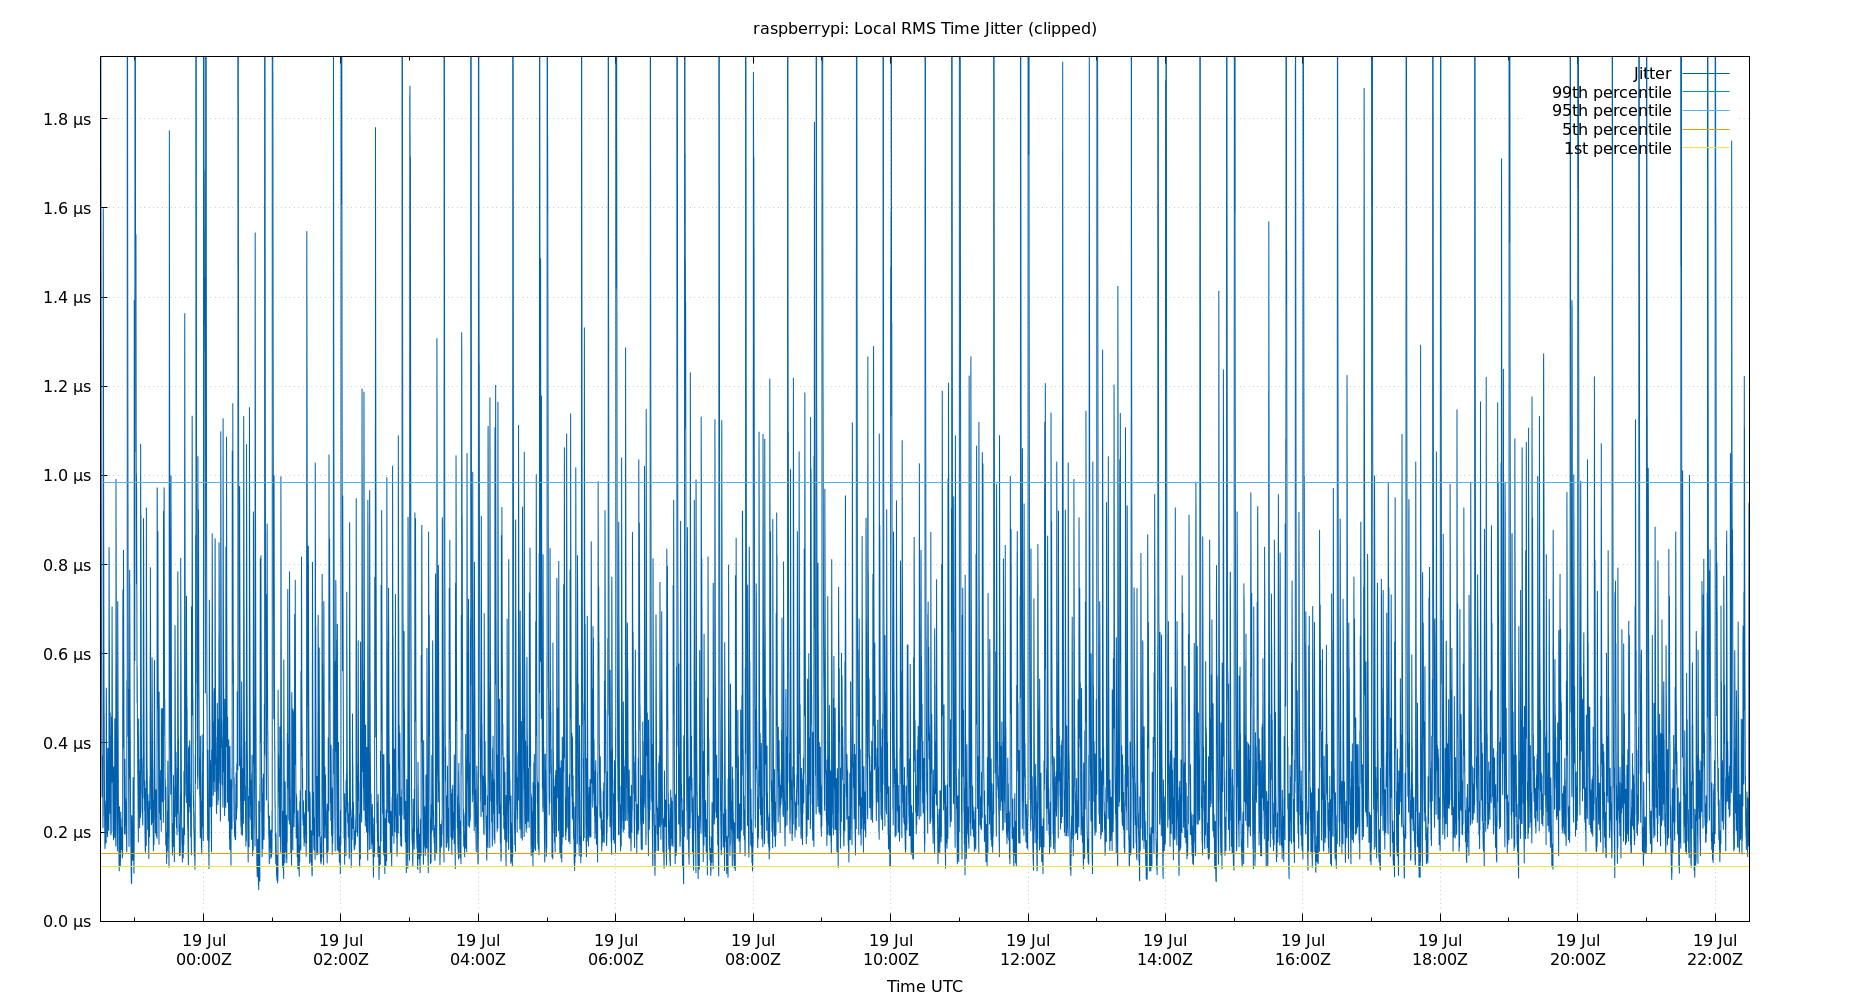 raspberrypi: Local RMS Time Jitter (clipped)
Jitter
99th percentile
95th percentile
5th percentile
1st percentile
1.8 µs
1.6 µs
1.4 µs
1.2 µs
1.0 µs
0.8 µs
0.6 µs
0.4 µs
0.2 µs
0.0 µs
19 Jul 19 Jul 19 Jul 19 Jul 19 Jul 19 Jul 19 Jul 19 Jul 19 Jul 19 Jul 19 Jul 19 Jul
00:00Z 02:00Z 04:00Z 06:00Z 08:00Z 10:00Z 12:00Z 14:00Z 16:00Z 18:00Z 20:00Z 22:00Z
Time UTC